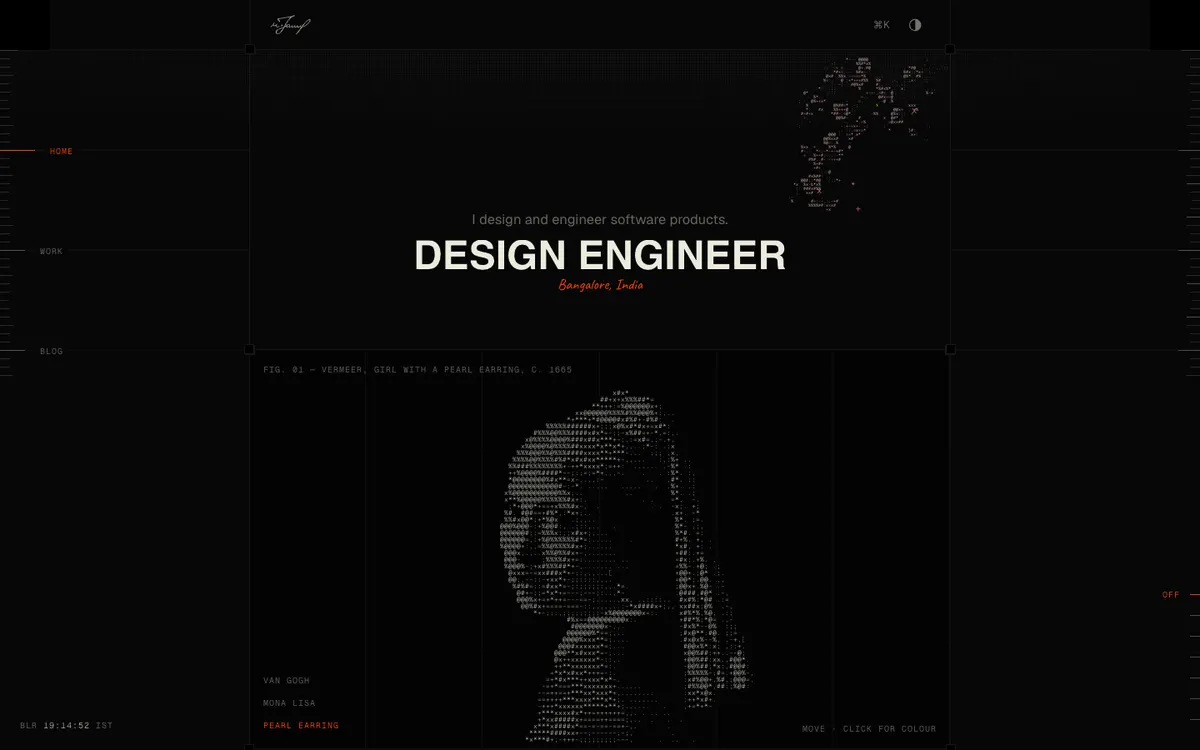 ⌘K
HOME
I design and engineer software products.
WORK
DESIGN ENGINEER
Bangalore, India
BLOG
FIG. 01 — VERMEER, GIRL WITH A PEARL EARRING, C. 1665
OFF
VAN GOGH
MONA LISA
PEARL EARRING
BLR 19:14:52 IST
MOVE · CLICK FOR COLOUR